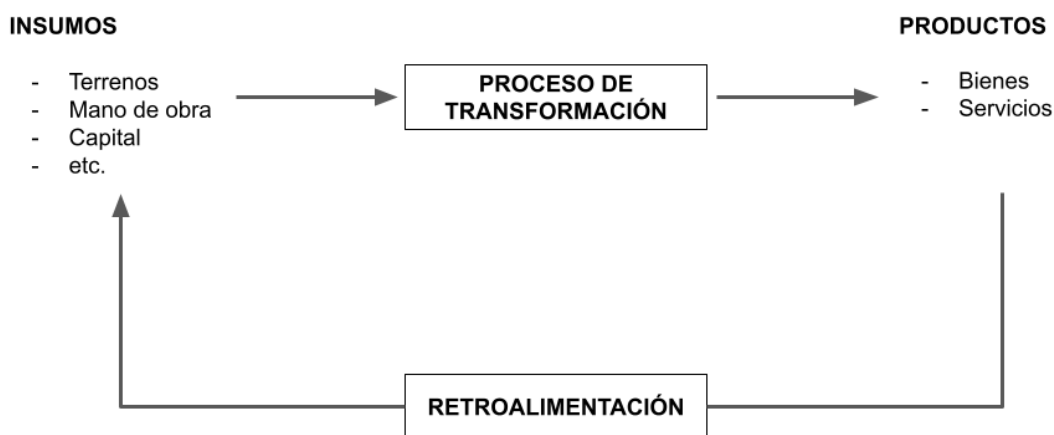 INSUMOS
- Terrenos
- Mano de obra
- Capital
- etc.
PROCESO DE
TRANSFORMACIÓN
PRODUCTOS
- Bienes
- Servicios
RETROALIMENTACIÓN